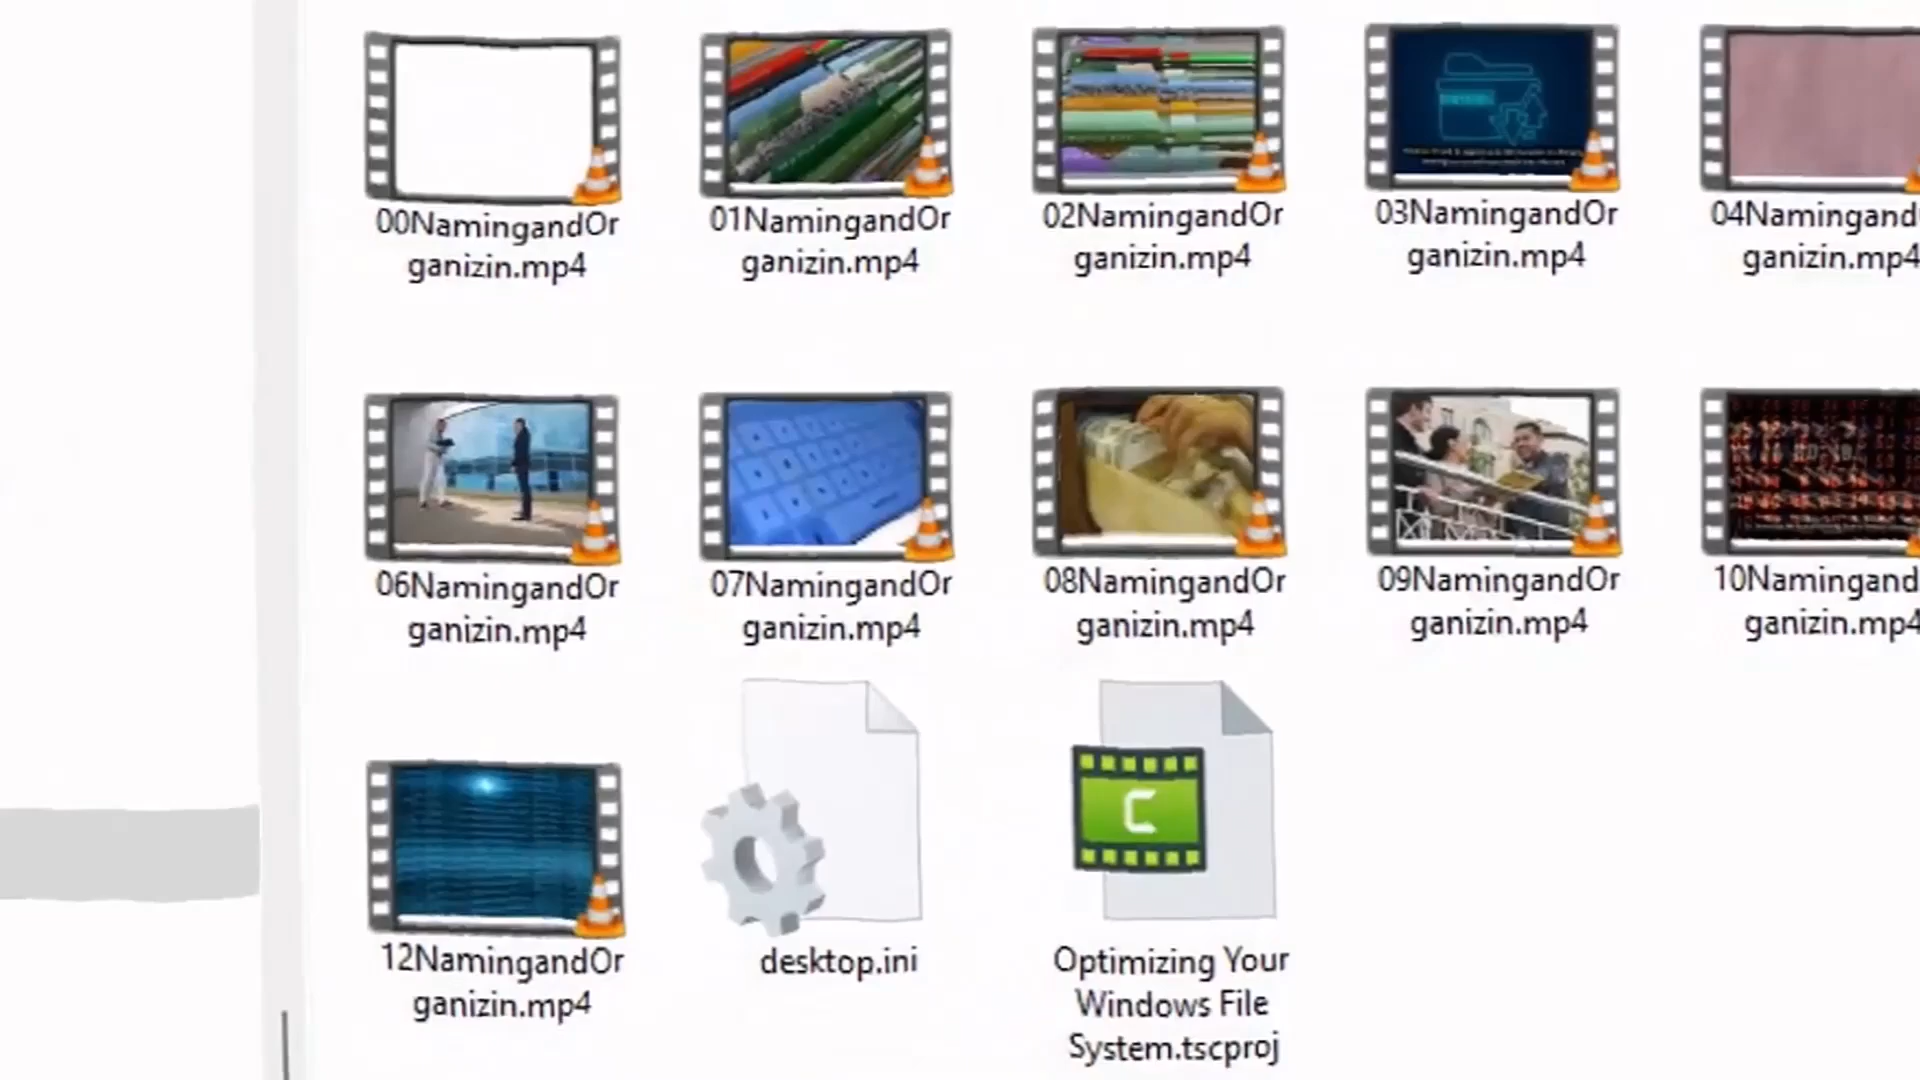 00NamingandOr
ganizin.mp4
01NamingandOr
ganizin.mp4
02NamingandOr
ganizin.mp4
03NamingandOr
ganizin.mp4
04Namingand
ganizin.mp4
06NamingandOr
ganizin.mp4
07NamingandOr
ganizin.mp4
08NamingandOr
ganizin.mp4
09NamingandOr
ganizin.mp4
10Namingand
ganizin.mp4
12NamingandOr
ganizin.mp4
desktop.ini
C
Optimizing Your
Windows File
System.tscproj